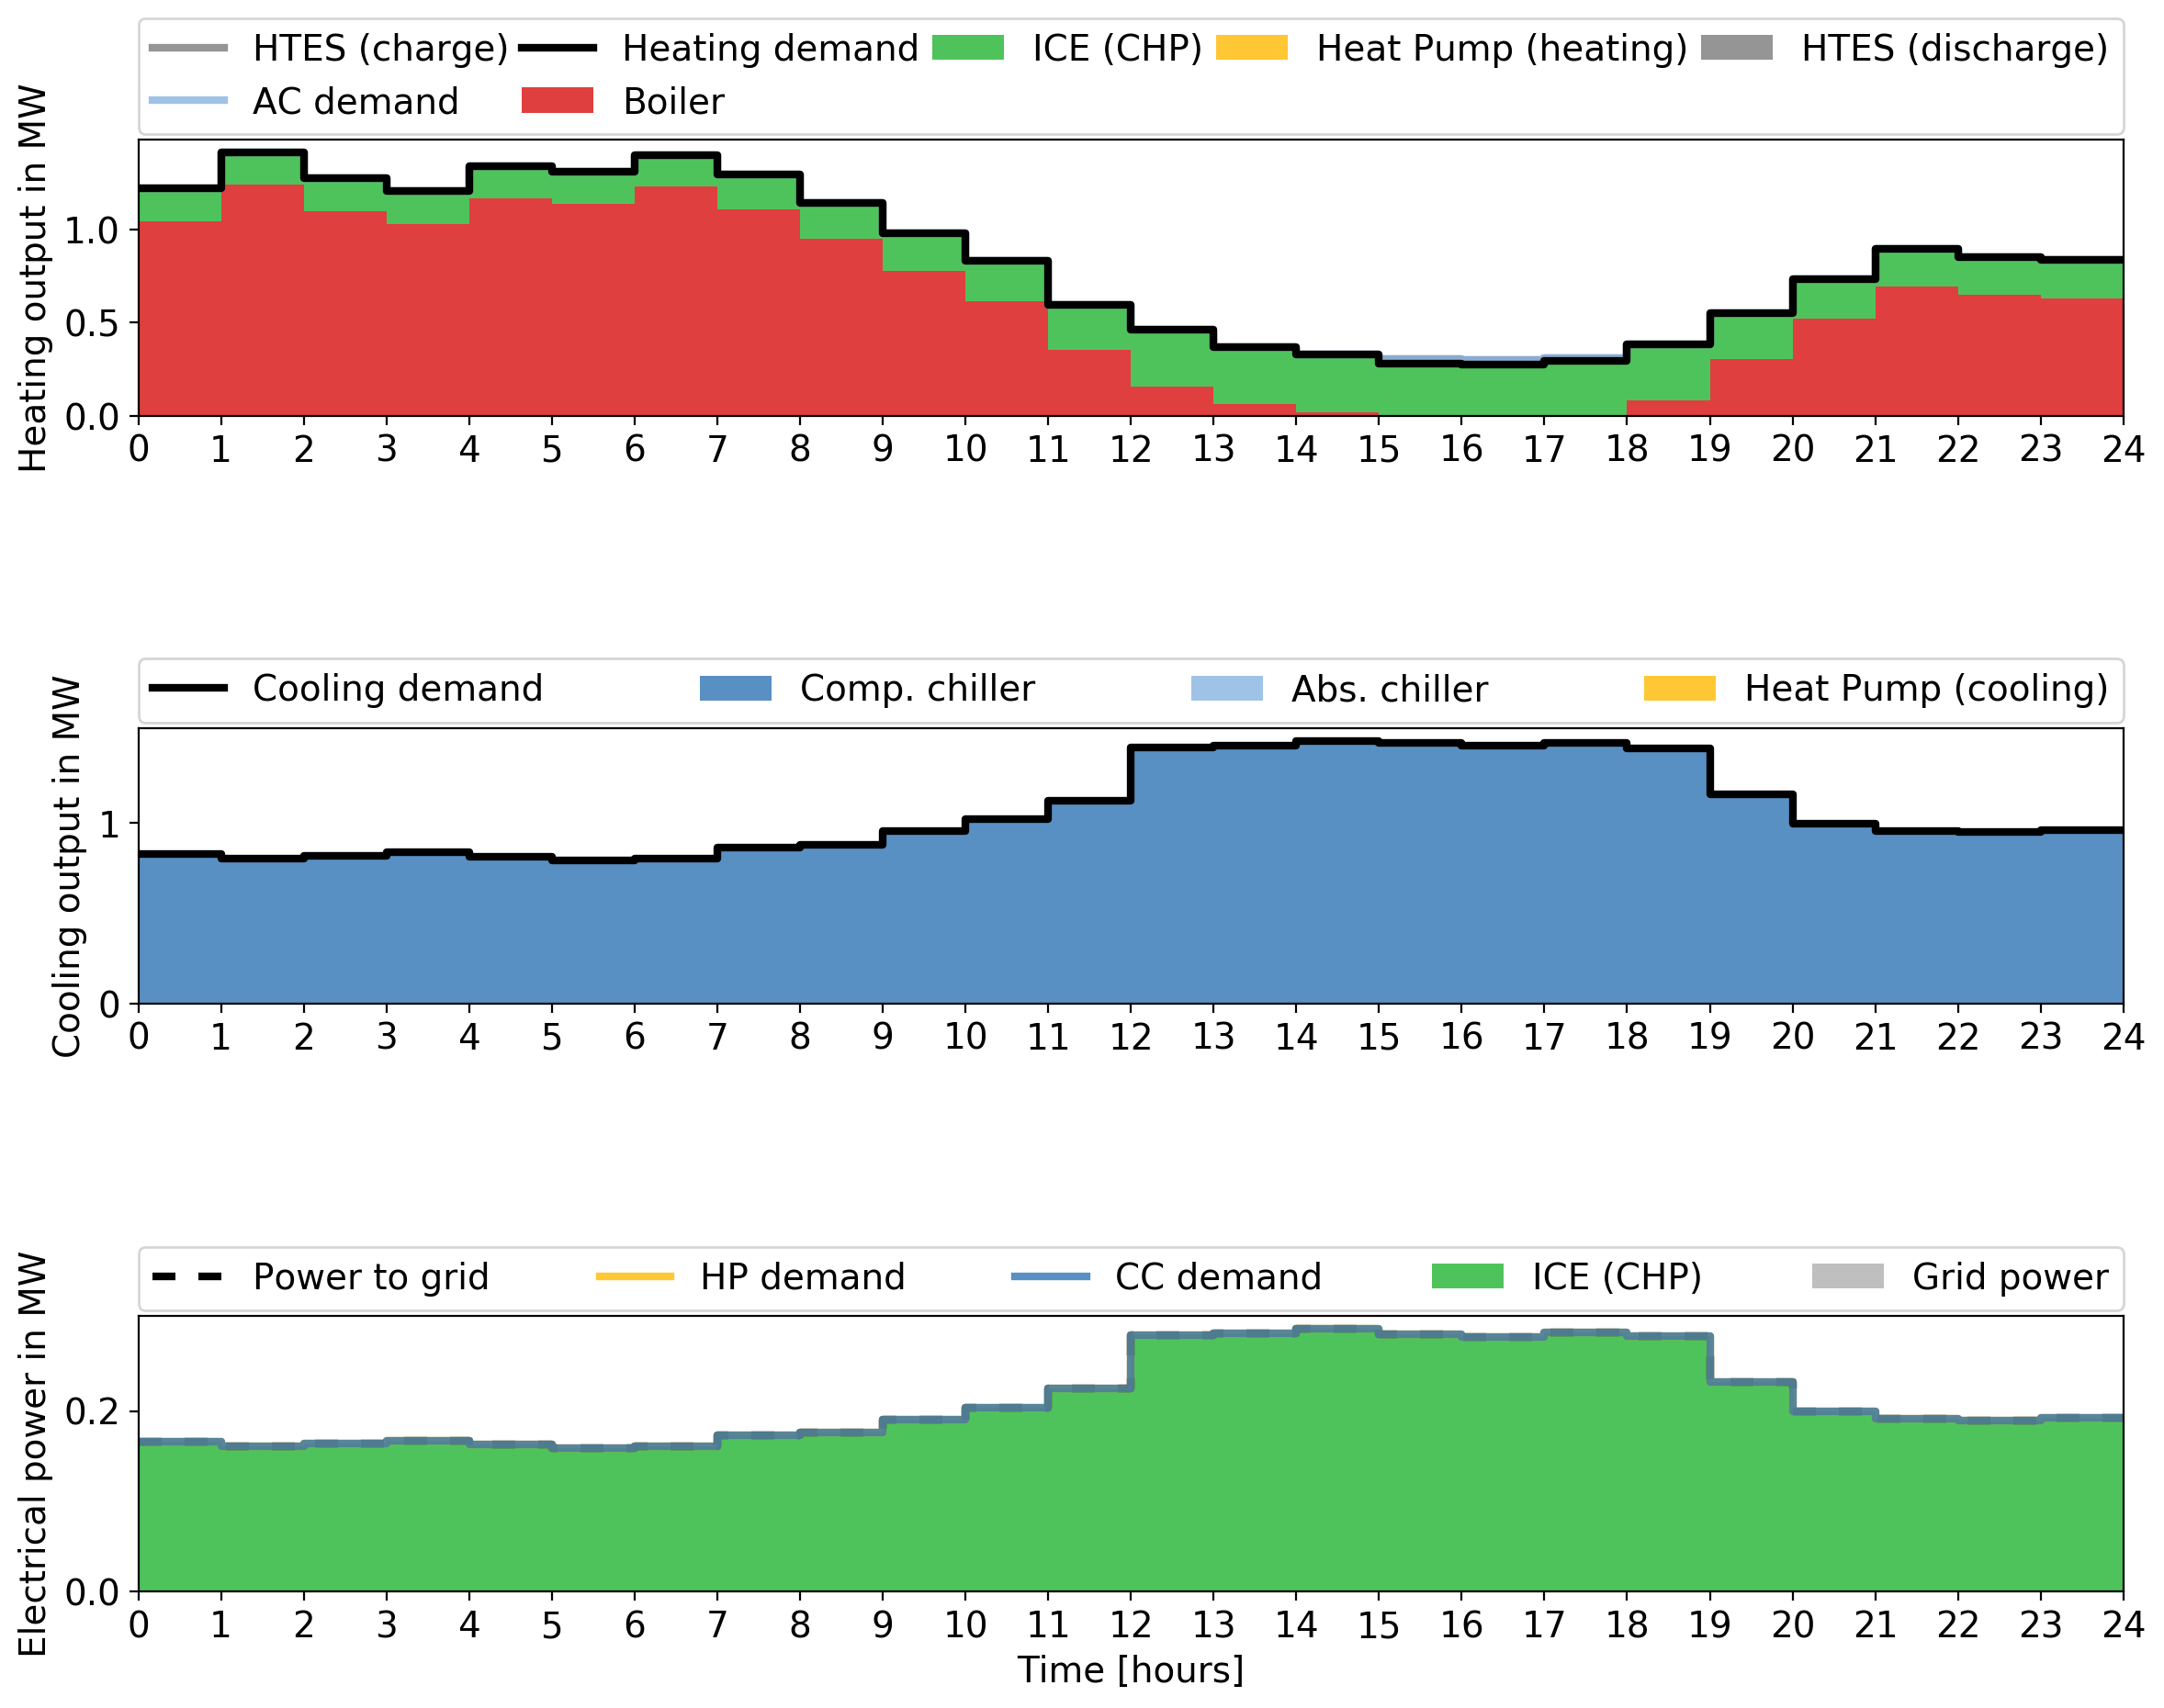 HTES (charge) Heating demand ICE (CHP) Heat Pump (heating) HTES (discharge)
AC demand Boiler
Heating output in MW
1.0
0.5
0.0
0 1 2 3 4 5 6 7 8 9 10 11 12 13 14 15 16 17 18 19 20 21 22 23 24
Cooling demand Comp. chiller Abs. chiller Heat Pump (cooling)
Cooling output in MW
1
0
0 1 2 3 4 5 6 7 8 9 10 11 12 13 14 15 16 17 18 19 20 21 22 23 24
Power to grid HP demand CC demand ICE (CHP) Grid power
Electrical power in MW
0.2
0.0
0 1 2 3 4 5 6 7 8 9 10 11 12 13 14 15 16 17 18 19 20 21 22 23 24
Time [hours]